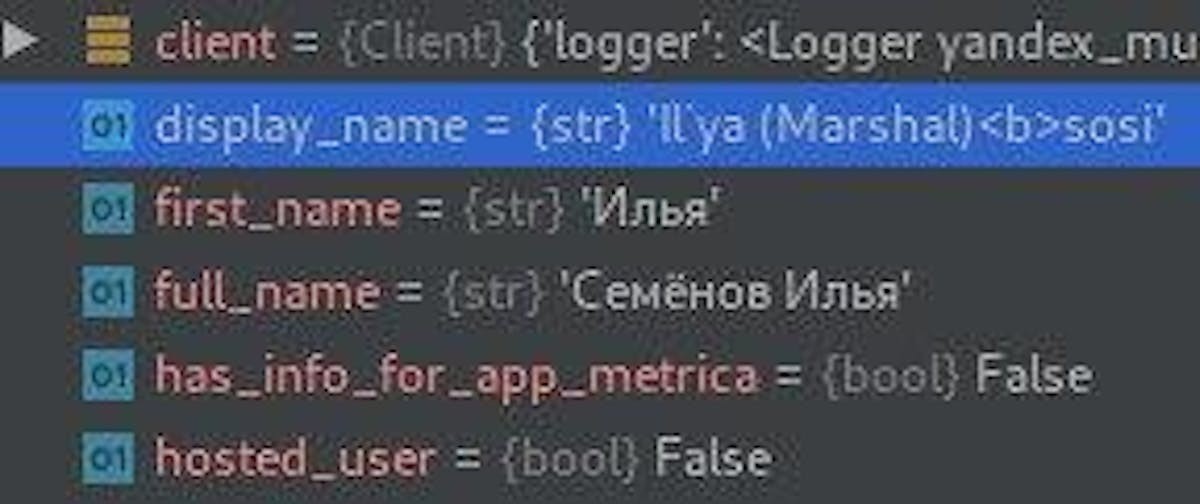 client = {Client} {'logger': <Logger yandex_mu
01 display_name = {str} 'Il`ya (Marshal)<b>sosi'
01 first_name = {str} 'Илья'
01 full_name = {str} 'Семёнов Илья'
01 has_info_for_app_metrica = {bool} False
01 hosted_user = {bool} False